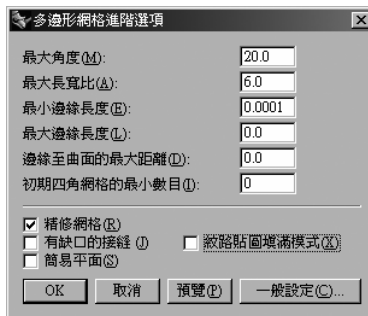 多邊形網格進階選項
最大角度(M): 20.0
最大長寬比(A): 6.0
最小邊緣長度(E): 0.0001
最大邊緣長度(L): 0.0
邊緣至曲面的最大距離(D): 0.0
初期四角網格的最小數目(I): 0
精修網格(R)
有缺口的接縫(J) 紋路貼圖填滿模式(X)
簡易平面(S)
OK 取消 預覽(P) 一般設定(C)...